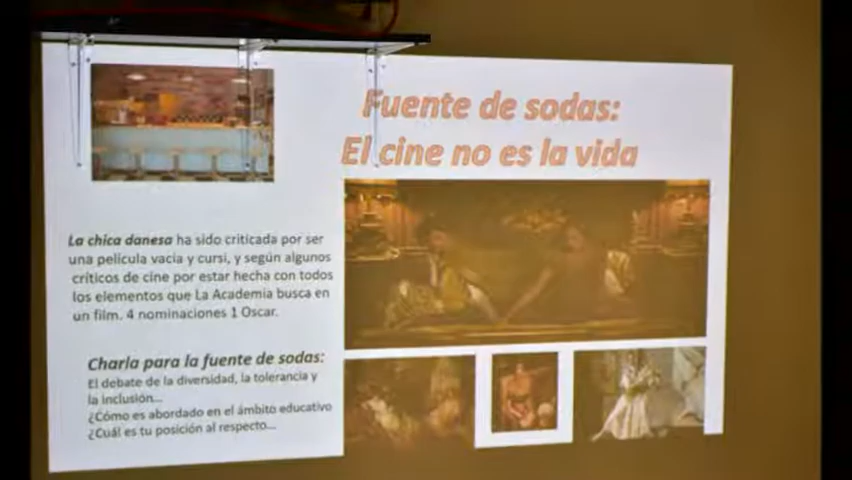 Fuente de sodas:
El cine no es la vida
La chica danesa ha sido criticada por ser
una película vacía y cursi, y según algunos
críticos de cine por estar hecha con todos
los elementos que La Academia busca en
un film. 4 nominaciones 1 Oscar.
Charla para la fuente de sodas:
El debate de la diversidad, la tolerancia y
la inclusión...
¿Cómo es abordado en el ámbito educativo
¿Cuál es tu posición al respecto...